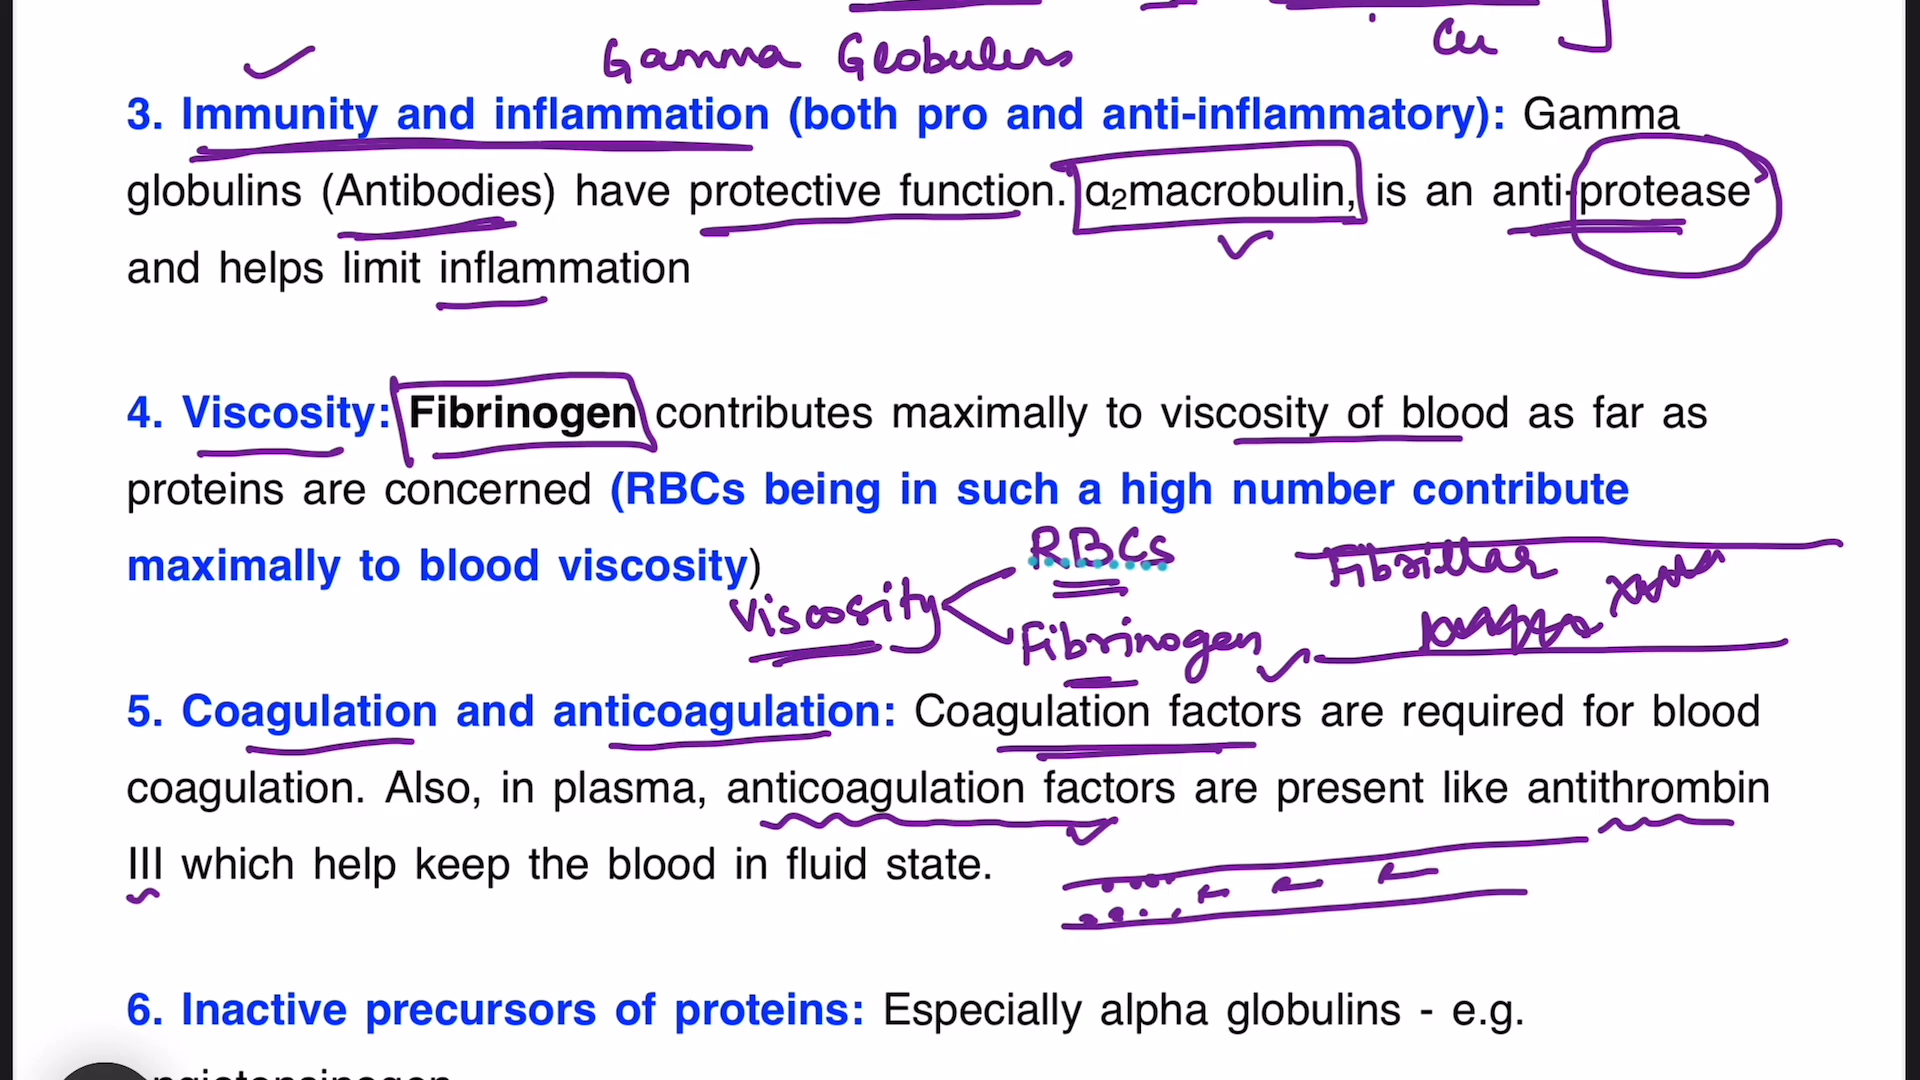 Cu
Gamma Globulins
3. Immunity and inflammation (both pro and anti-inflammatory): Gamma
globulins (Antibodies) have protective function. α₂macrobulin, is an anti-protease
and helps limit inflammation
4. Viscosity: Fibrinogen contributes maximally to viscosity of blood as far as
proteins are concerned (RBCs being in such a high number contribute
maximally to blood viscosity)
RBCs
Fibrillar
Viscosity
Fibrinogen
5. Coagulation and anticoagulation: Coagulation factors are required for blood
coagulation. Also, in plasma, anticoagulation factors are present like antithrombin
III which help keep the blood in fluid state.
6. Inactive precursors of proteins: Especially alpha globulins - e.g.